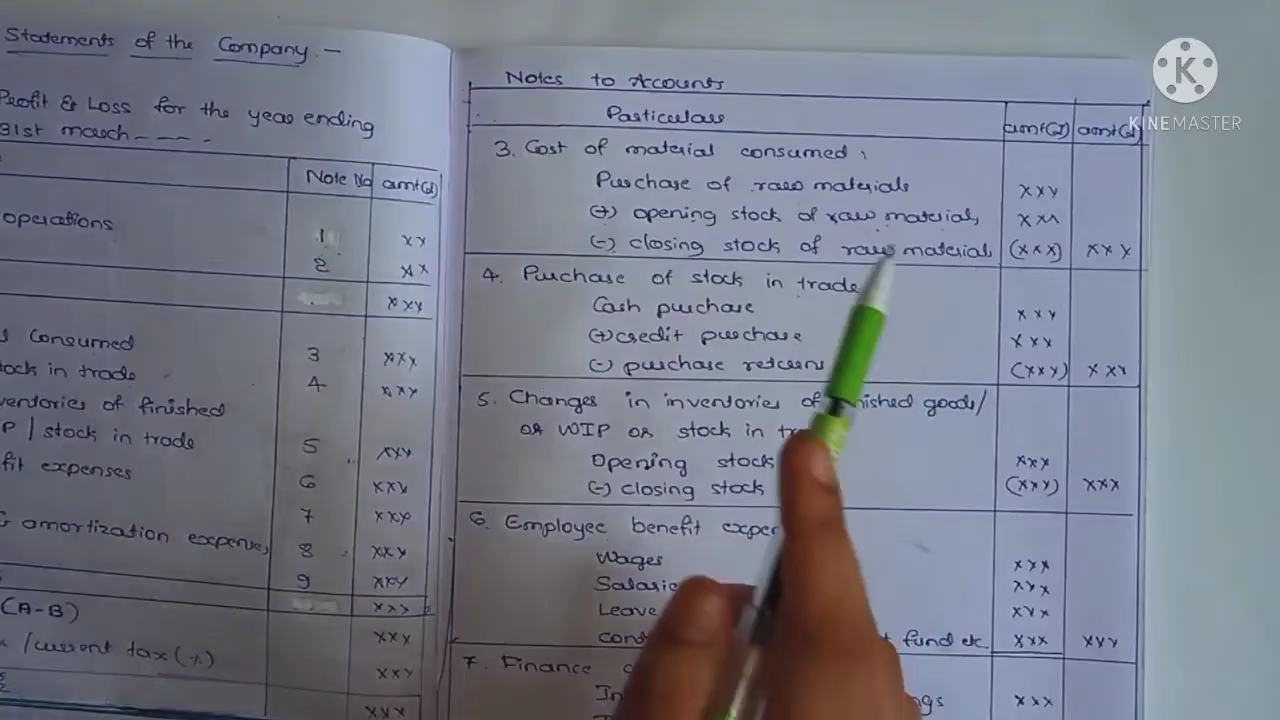 Statements of the Company. -
Profit & Loss for the year ending
31st march - - - - .
Note No amt(₹)
operations 1 xx
2 xx
xxx
Consumed 3 xxx
stock in trade 4 xxx
ventories of finished
P / stock in trade 5 xxx
fit expenses 6 xxx
7 xxx
& amortization expenses 8 xxx
9 xxx
(A-B) xxx
/current tax(%) xxx
xxx
xxx
Notes to Accounts
Particulars amt(₹) amt(₹)
3. Cost of material consumed :
Purchase of raw materials xxx
(+) opening stock of raw materials xxx
(-) closing stock of raw material (xxx) xxx
4. Purchase of stock in trade
Cash purchase xxx
(+) credit purchase xxx
(-) purchase returns (xxx) xxx
5. Changes in inventories of finished goods/
or WIP or stock in
Opening stock xxx
(-) closing stock (xxx) xxx
6. Employee benefit
Wages xxx
Salarie xxx
Leave xxx
fund etc. xxx xxx
7. Finance
xxx
KINEMASTER